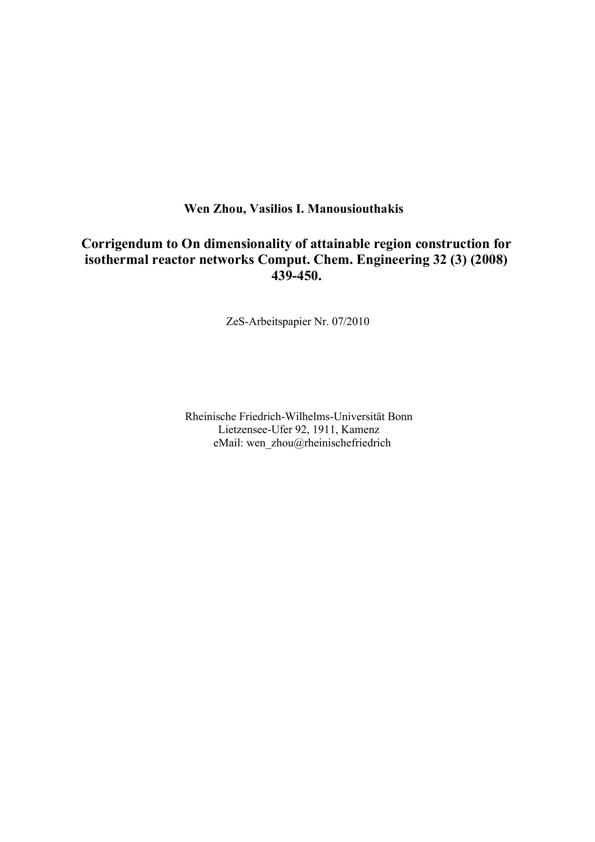 Wen Zhou, Vasilios I. Manousiouthakis
Corrigendum to On dimensionality of attainable region construction for
isothermal reactor networks Comput. Chem. Engineering 32 (3) (2008)
439-450.
ZeS-Arbeitspapier Nr. 07/2010
Rheinische Friedrich-Wilhelms-Universität Bonn
Lietzensee-Ufer 92, 1911, Kamenz
eMail: wen_zhou@rheinischefriedrich